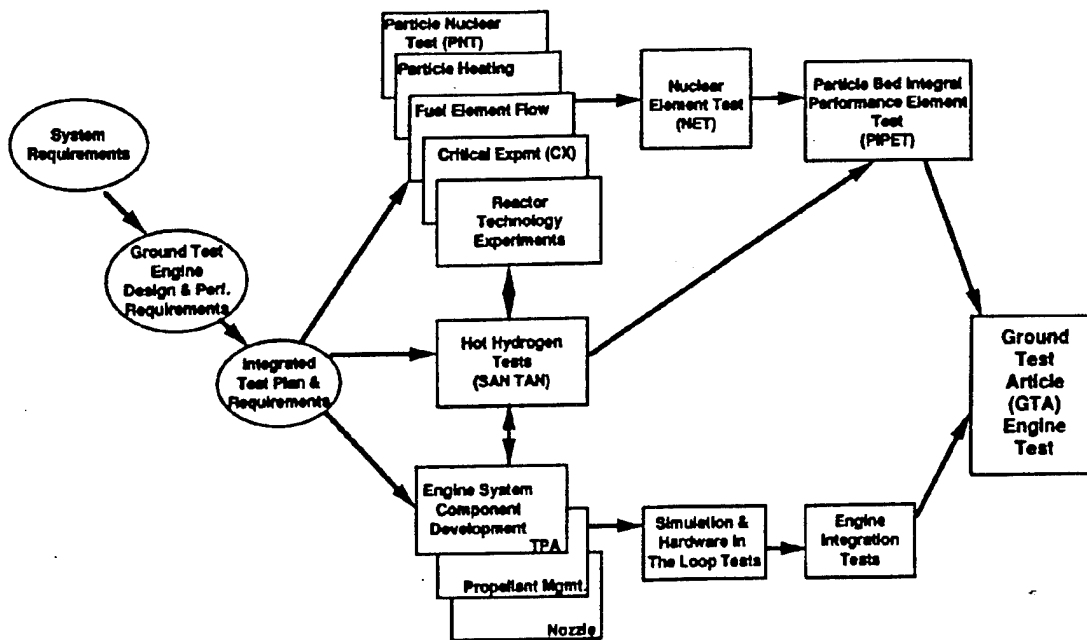 Particle Nuclear
Test (PNT)
Particle Heating
Fuel Element Flow
Critical Expmt (CX)
Reactor
Technology
Experiments
Nuclear
Element Test
(NET)
Particle Bed Integral
Performance Element
Test
(PIPET)
System
Requirements
Ground Test
Engine
Design & Perf.
Requirements
Integrated
Test Plan &
Requirements
Hot Hydrogen
Tests
(SAN TAN)
Ground
Test
Article
(GTA)
Engine
Test
Engine System
Component
Development
TPA
Propellant Mgmt.
Nozzle
Simulation &
Hardware In
The Loop Tests
Engine
Integration
Tests